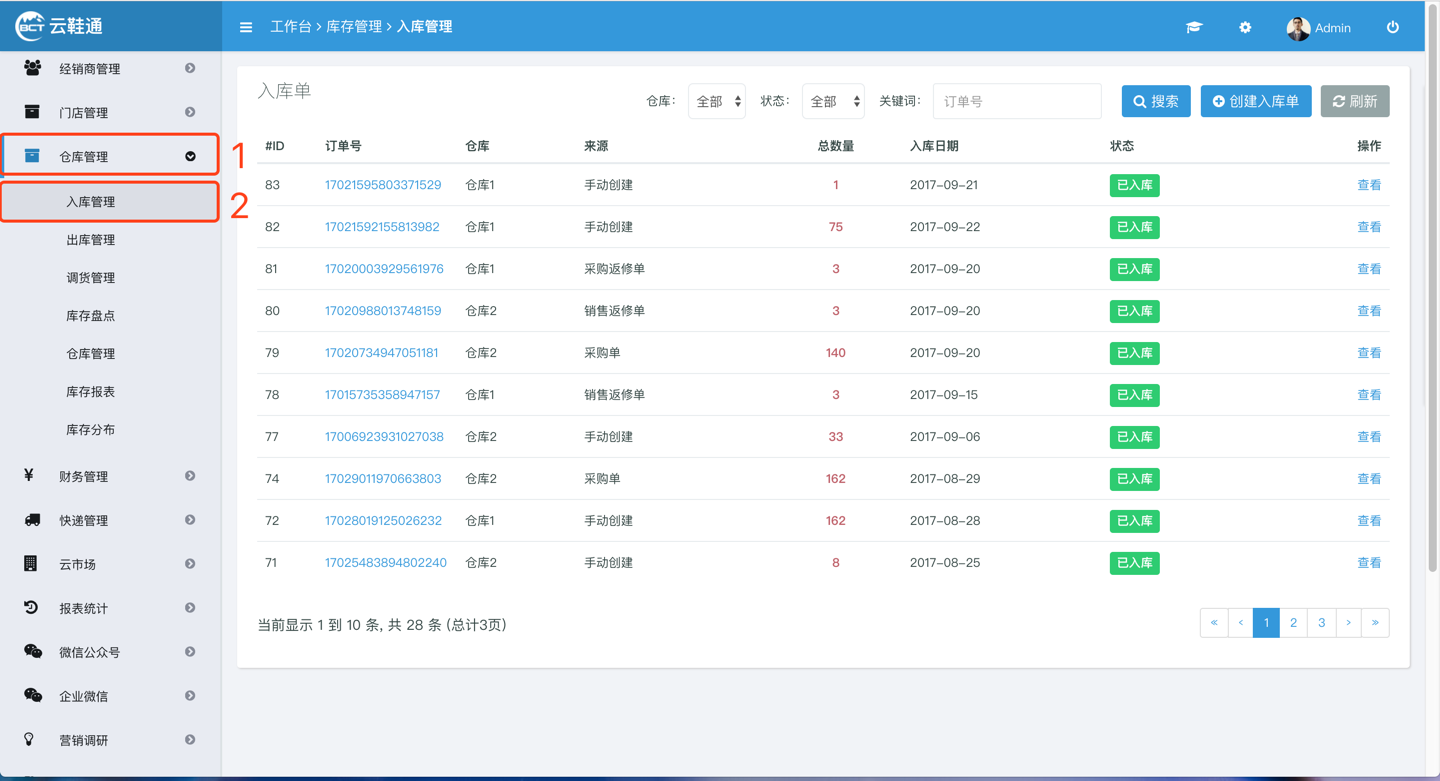 BCT 云鞋通
工作台 › 库存管理 › 入库管理
Admin
经销商管理
门店管理
仓库管理
1
入库管理
2
出库管理
调货管理
库存盘点
仓库管理
库存报表
库存分布
财务管理
快递管理
云市场
报表统计
微信公众号
企业微信
营销调研
入库单
仓库： 全部 状态： 全部 关键词： 订单号 搜索 创建入库单 刷新
#ID 订单号 仓库 来源 总数量 入库日期 状态 操作
83 17021595803371529 仓库1 手动创建 1 2017-09-21 已入库 查看
82 17021592155813982 仓库1 手动创建 75 2017-09-22 已入库 查看
81 17020003929561976 仓库1 采购返修单 3 2017-09-20 已入库 查看
80 17020988013748159 仓库2 销售返修单 3 2017-09-20 已入库 查看
79 17020734947051181 仓库2 采购单 140 2017-09-20 已入库 查看
78 17015735358947157 仓库1 销售返修单 3 2017-09-15 已入库 查看
77 17006923931027038 仓库2 手动创建 33 2017-09-06 已入库 查看
74 17029011970663803 仓库2 采购单 162 2017-08-29 已入库 查看
72 17028019125026232 仓库1 手动创建 162 2017-08-28 已入库 查看
71 17025483894802240 仓库2 手动创建 8 2017-08-25 已入库 查看
当前显示 1 到 10 条, 共 28 条 (总计3页)
« ‹ 1 2 3 › »